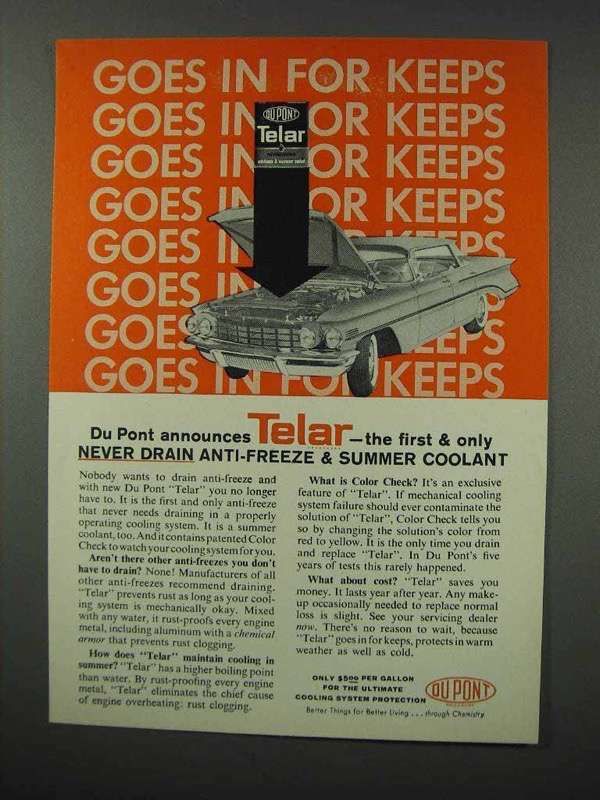 GOES IN FOR KEEPS
GOES IN FOR KEEPS
GOES IN FOR KEEPS
GOES IN FOR KEEPS
GOES IN FOR KEEPS
GOES IN
GOES IN KEEPS
GOES IN FOR KEEPS
DU PONT
Telar
anti-freeze & summer coolant
Du Pont announces Telar—the first & only
NEVER DRAIN ANTI-FREEZE & SUMMER COOLANT
Nobody wants to drain anti-freeze and
with new Du Pont "Telar" you no longer
have to. It is the first and only anti-freeze
that never needs draining in a properly
operating cooling system. It is a summer
coolant, too. And it contains patented Color
Check to watch your cooling system for you.
Aren't there other anti-freezes you don't
have to drain? None! Manufacturers of all
other anti-freezes recommend draining.
"Telar" prevents rust as long as your cool-
ing system is mechanically okay. Mixed
with any water, it rust-proofs every engine
metal, including aluminum with a chemical
armor that prevents rust clogging.
How does "Telar" maintain cooling in
summer? "Telar" has a higher boiling point
than water. By rust-proofing every engine
metal, "Telar" eliminates the chief cause
of engine overheating: rust clogging.
What is Color Check? It's an exclusive
feature of "Telar". If mechanical cooling
system failure should ever contaminate the
solution of "Telar", Color Check tells you
so by changing the solution's color from
red to yellow. It is the only time you drain
and replace "Telar". In Du Pont's five
years of tests this rarely happened.
What about cost? "Telar" saves you
money. It lasts year after year. Any make-
up occasionally needed to replace normal
loss is slight. See your servicing dealer
now. There's no reason to wait, because
"Telar" goes in for keeps, protects in warm
weather as well as cold.
ONLY $5.00 PER GALLON
FOR THE ULTIMATE
COOLING SYSTEM PROTECTION
DU PONT
Better Things for Better Living . . . through Chemistry